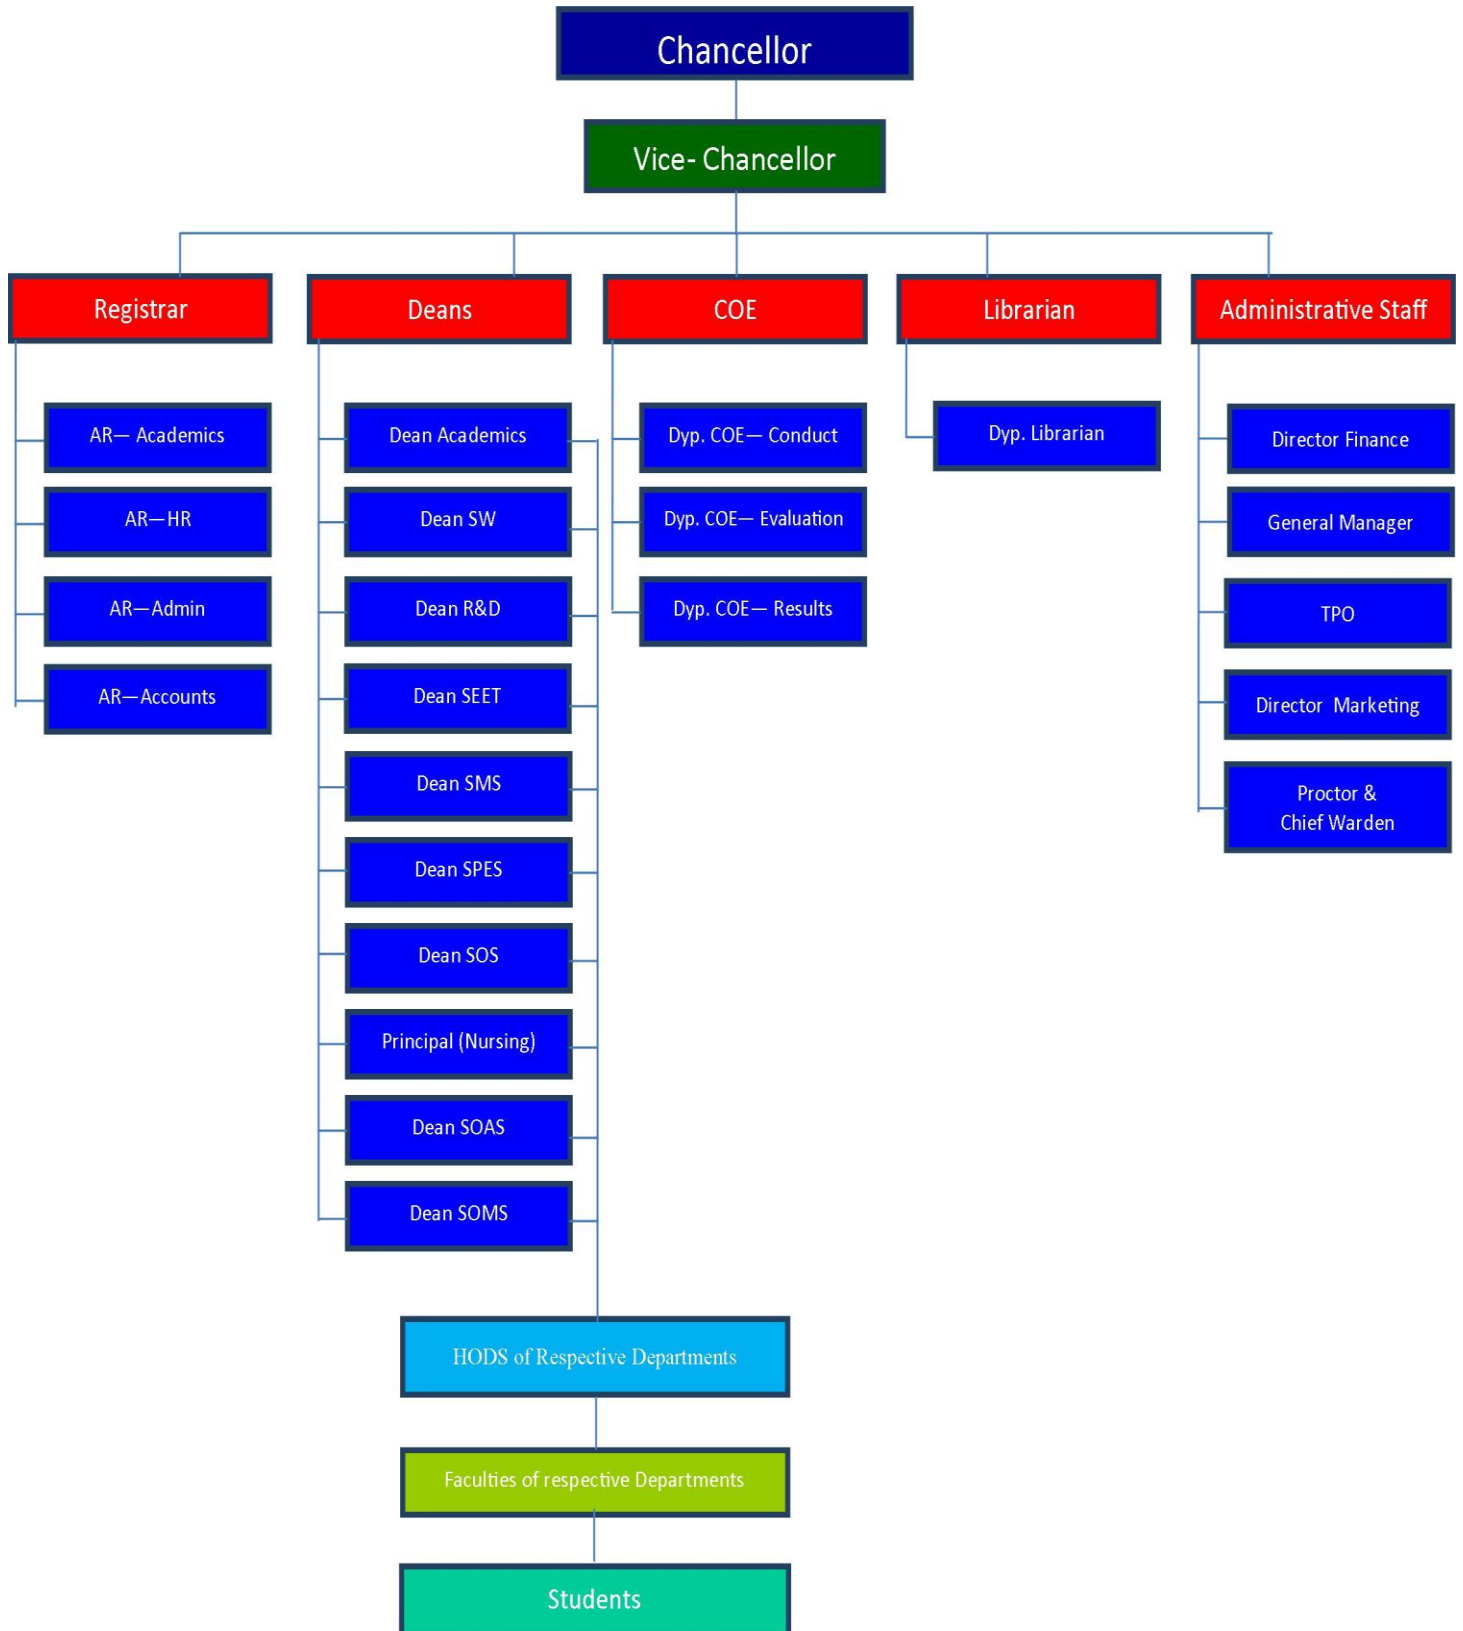 Chancellor
Vice- Chancellor
Registrar
Deans
COE
Librarian
Administrative Staff
AR— Academics
AR—HR
AR—Admin
AR—Accounts
Dean Academics
Dean SW
Dean R&D
Dean SEET
Dean SMS
Dean SPES
Dean SOS
Principal (Nursing)
Dean SOAS
Dean SOMS
Dyp. COE— Conduct
Dyp. COE— Evaluation
Dyp. COE— Results
Dyp. Librarian
Director Finance
General Manager
TPO
Director  Marketing
Proctor &
Chief Warden
HODS of Respective Departments
Faculties of respective Departments
Students